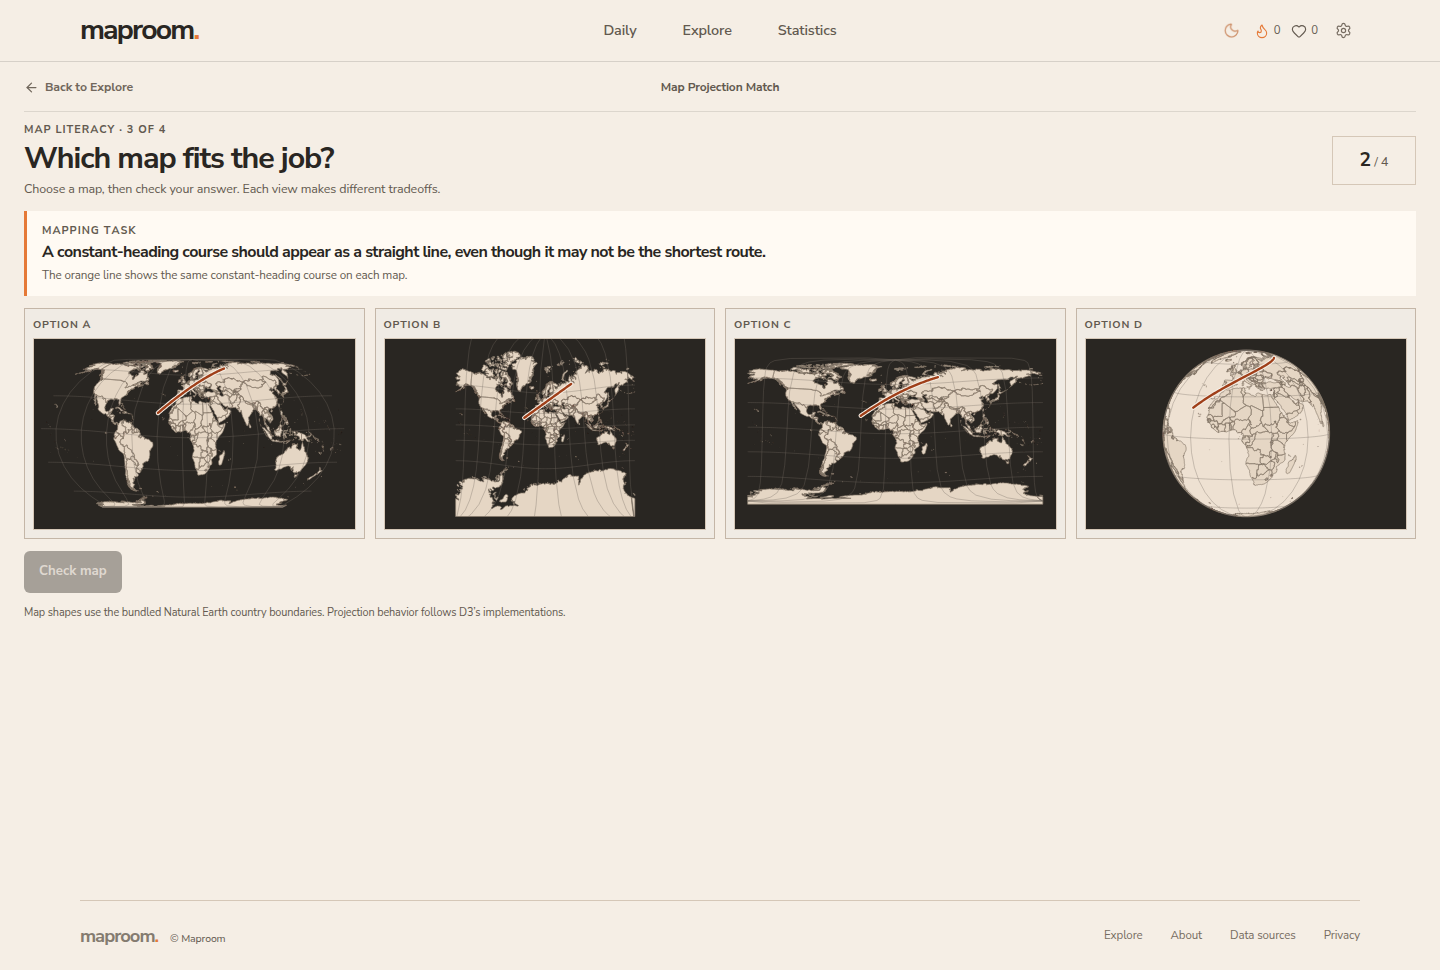 maproom.
Daily
Explore
Statistics
0
0
Back to Explore
Map Projection Match
MAP LITERACY · 3 OF 4
Which map fits the job?
Choose a map, then check your answer. Each view makes different tradeoffs.
2 / 4
MAPPING TASK
A constant-heading course should appear as a straight line, even though it may not be the shortest route.
The orange line shows the same constant-heading course on each map.
OPTION A
OPTION B
OPTION C
OPTION D
Check map
Map shapes use the bundled Natural Earth country boundaries. Projection behavior follows D3's implementations.
maproom.
© Maproom
Explore
About
Data sources
Privacy